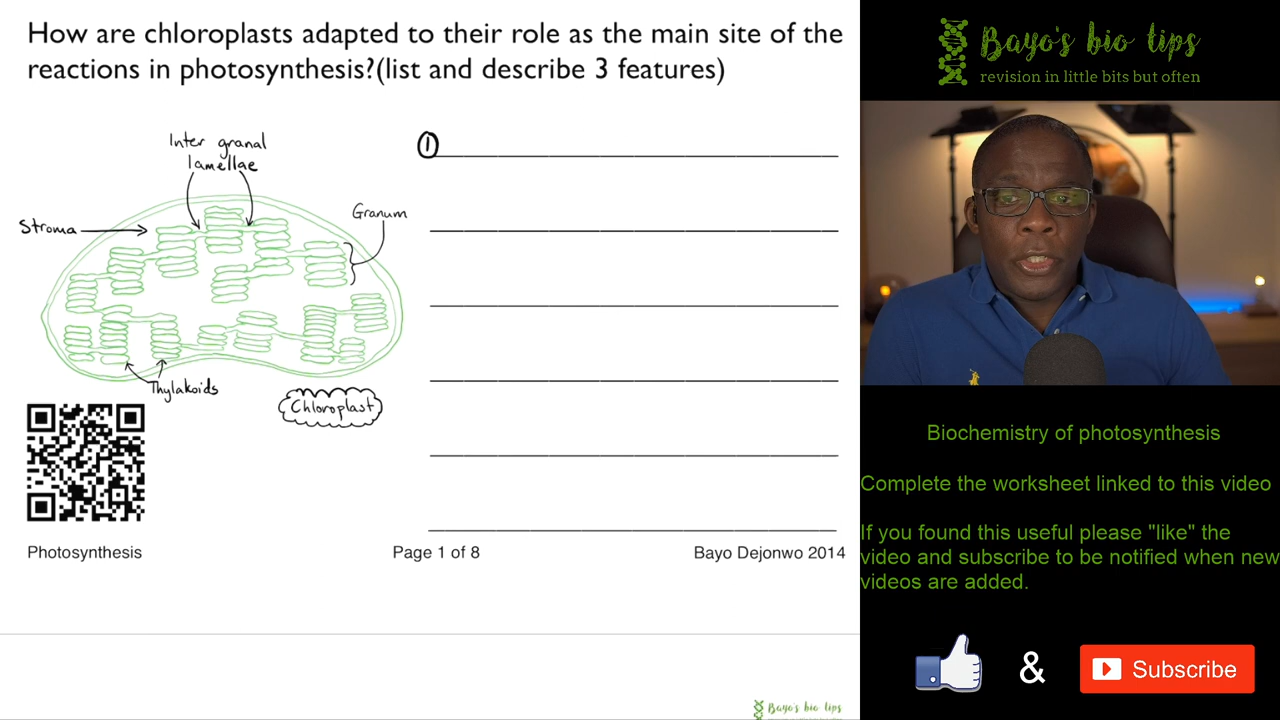 How are chloroplasts adapted to their role as the main site of the
reactions in photosynthesis?(list and describe 3 features)
Inter granal
lamellae
Stroma
Granum
Thylakoids
Chloroplast
1
Photosynthesis
Page 1 of 8
Bayo Dejonwo 2014
Bayo's bio tips
Bayo's bio tips
revision in little bits but often
Biochemistry of photosynthesis
Complete the worksheet linked to this video
If you found this useful please "like" the
video and subscribe to be notified when new
videos are added.
&
Subscribe